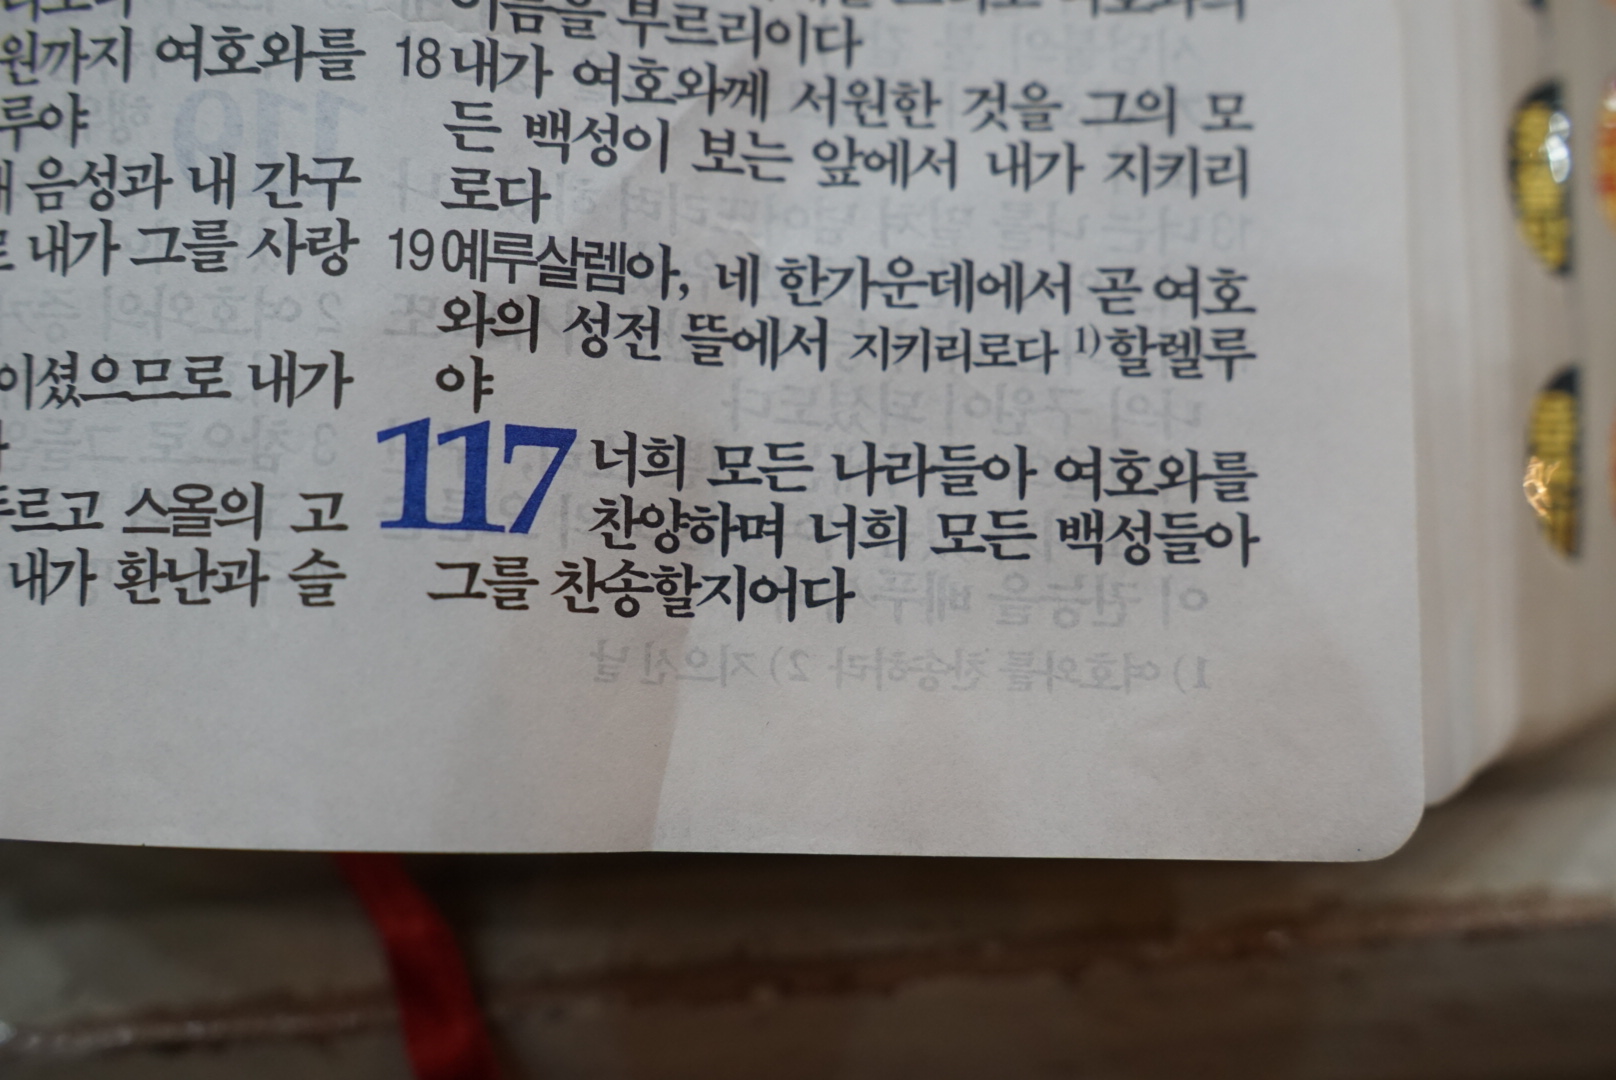 원까지 여호와를
루야
음성과 내 간구
내가 그를 사랑
이셨으므로 내가
두르고 스올의 고
내가 환난과 슬
이름을 부르리이다
18 내가 여호와께 서원한 것을 그의 모
든 백성이 보는 앞에서 내가 지키리
로다
19 예루살렘아, 네 한가운데에서 곧 여호
와의 성전 뜰에서 지키리로다 1)할렐루
야
117 너희 모든 나라들아 여호와를
찬양하며 너희 모든 백성들아
그를 찬송할지어다